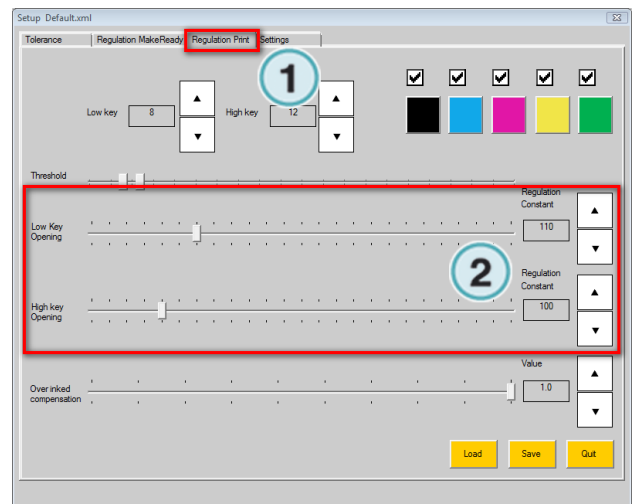 Setup Default.xml
Tolerance
Regulation MakeReady
Regulation Print
Settings
1
Low key
8
High key
12
Threshold
Regulation
Constant
Low Key
Opening
110
2
Regulation
Constant
High key
Opening
100
Value
Over inked
compensation
1.0
Load
Save
Quit